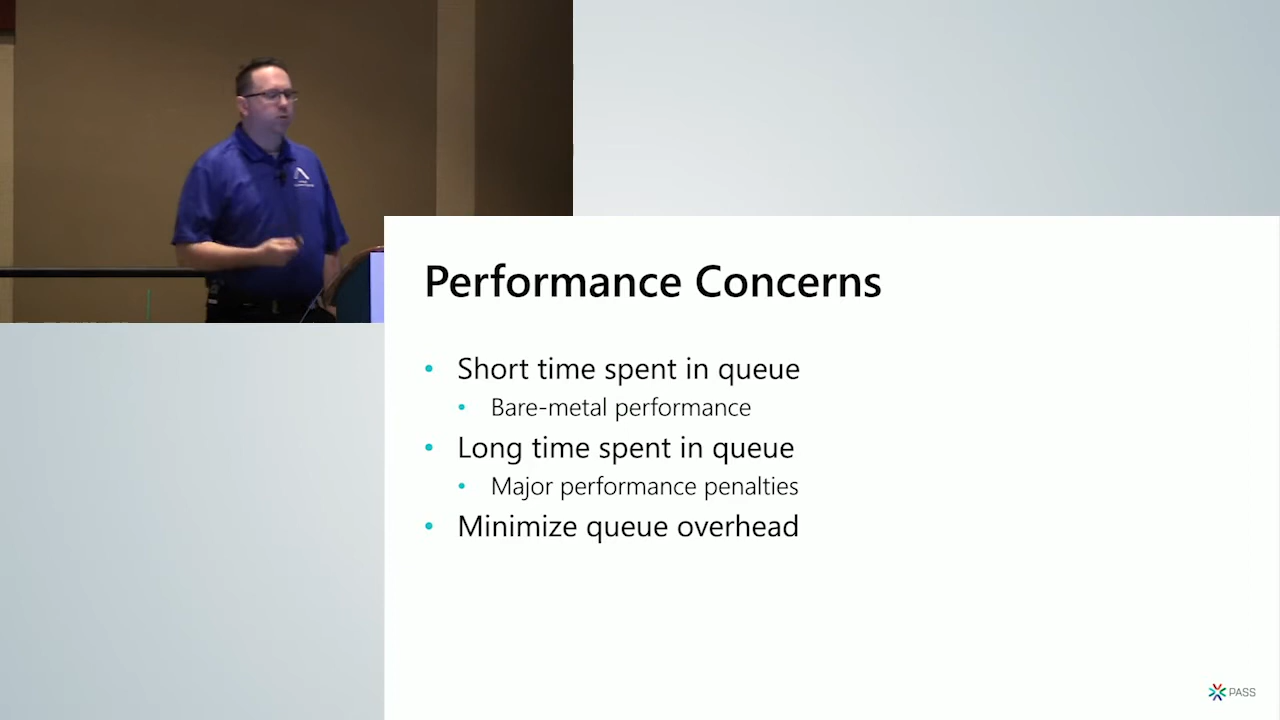 Performance Concerns
• Short time spent in queue
• Bare-metal performance
• Long time spent in queue
• Major performance penalties
• Minimize queue overhead
PASS